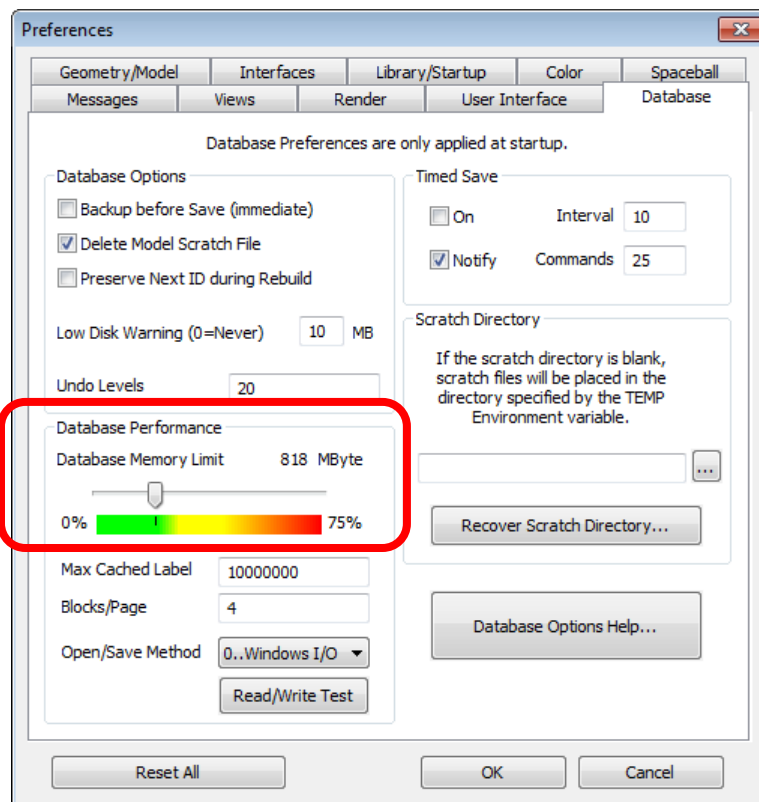 Preferences
Geometry/Model Interfaces Library/Startup Color Spaceball
Messages Views Render User Interface Database
Database Preferences are only applied at startup.
Database Options
Backup before Save (immediate)
Delete Model Scratch File
Preserve Next ID during Rebuild
Low Disk Warning (0=Never) 10 MB
Undo Levels 20
Database Performance
Database Memory Limit 818 MByte
0% 75%
Max Cached Label 10000000
Blocks/Page 4
Open/Save Method 0..Windows I/O
Read/Write Test
Timed Save
On Interval 10
Notify Commands 25
Scratch Directory
If the scratch directory is blank,
scratch files will be placed in the
directory specified by the TEMP
Environment variable.
...
Recover Scratch Directory...
Database Options Help...
Reset All OK Cancel